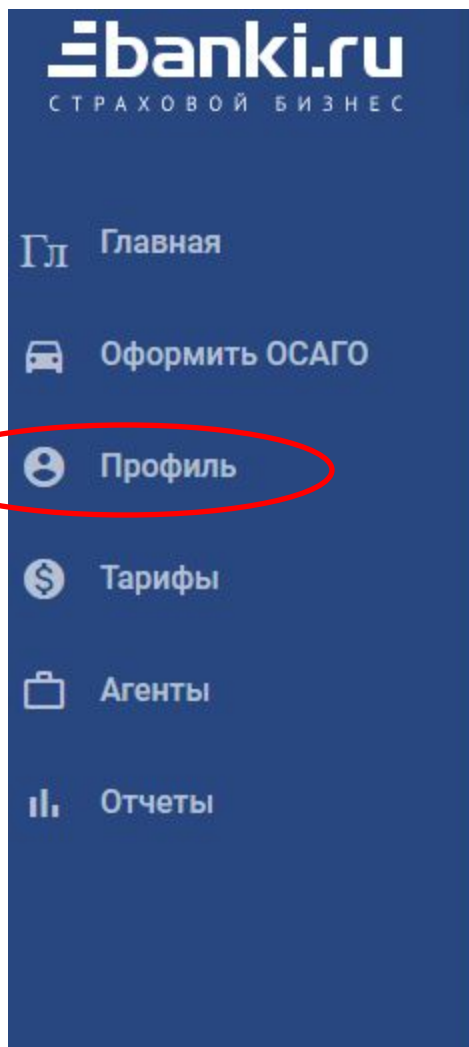 banki.ru
СТРАХОВОЙ БИЗНЕС
Гл Главная
Оформить ОСАГО
Профиль
Тарифы
Агенты
Отчеты